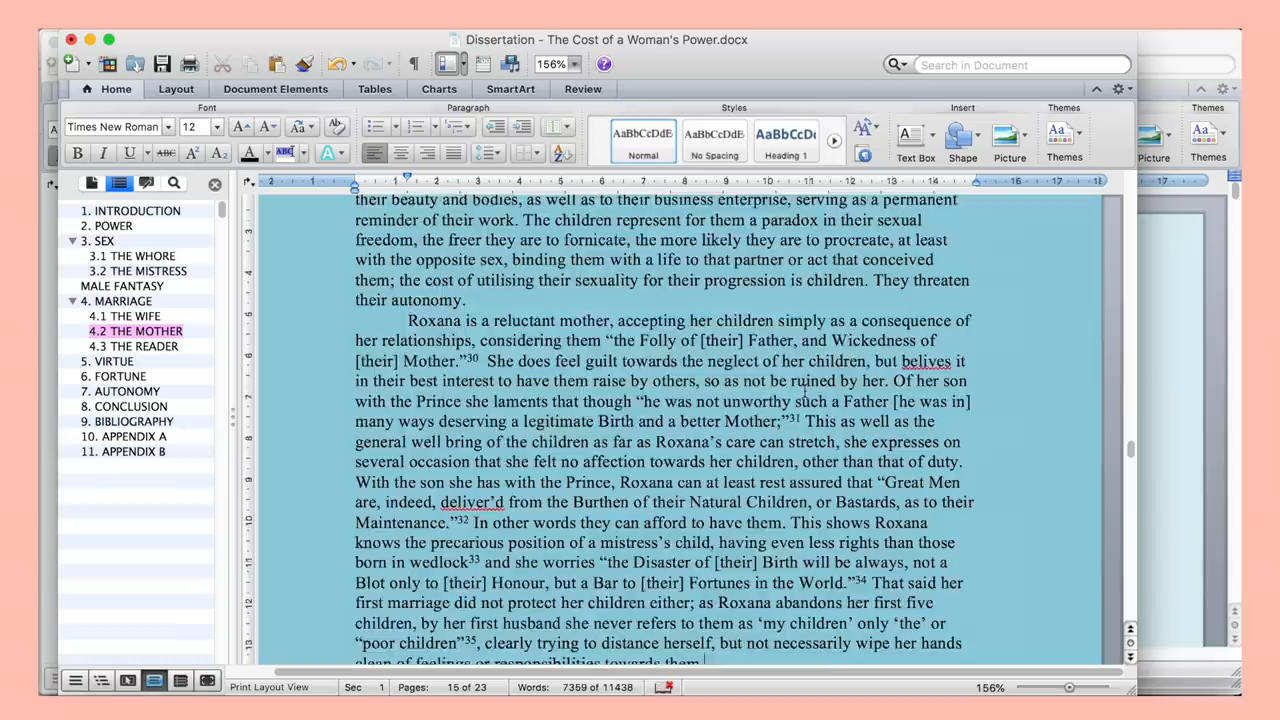 Dissertation - The Cost of a Woman's Power.docx
156%
Search in Document
Home Layout Document Elements Tables Charts SmartArt Review
Font Paragraph Styles Insert Themes Themes
Times New Roman 12 AaBbCcDdE AaBbCcDdE AaBbCcDc
Normal No Spacing Heading 1 Text Box Shape Picture Themes Picture Themes
1. INTRODUCTION
2. POWER
3. SEX
3.1 THE WHORE
3.2 THE MISTRESS
MALE FANTASY
4. MARRIAGE
4.1 THE WIFE
4.2 THE MOTHER
4.3 THE READER
5. VIRTUE
6. FORTUNE
7. AUTONOMY
8. CONCLUSION
9. BIBLIOGRAPHY
10. APPENDIX A
11. APPENDIX B
their beauty and bodies, as well as to their business enterprise, serving as a permanent
reminder of their work. The children represent for them a paradox in their sexual
freedom, the freer they are to fornicate, the more likely they are to procreate, at least
with the opposite sex, binding them with a life to that partner or act that conceived
them; the cost of utilising their sexuality for their progression is children. They threaten
their autonomy.
Roxana is a reluctant mother, accepting her children simply as a consequence of
her relationships, considering them “the Folly of [their] Father, and Wickedness of
[their] Mother.”30 She does feel guilt towards the neglect of her children, but belives it
in their best interest to have them raise by others, so as not be ruined by her. Of her son
with the Prince she laments that though “he was not unworthy such a Father [he was in]
many ways deserving a legitimate Birth and a better Mother;”31 This as well as the
general well bring of the children as far as Roxana’s care can stretch, she expresses on
several occasion that she felt no affection towards her children, other than that of duty.
With the son she has with the Prince, Roxana can at least rest assured that “Great Men
are, indeed, deliver’d from the Burthen of their Natural Children, or Bastards, as to their
Maintenance.”32 In other words they can afford to have them. This shows Roxana
knows the precarious position of a mistress’s child, having even less rights than those
born in wedlock33 and she worries “the Disaster of [their] Birth will be always, not a
Blot only to [their] Honour, but a Bar to [their] Fortunes in the World.”34 That said her
first marriage did not protect her children either; as Roxana abandons her first five
children, by her first husband she never refers to them as ‘my children’ only ‘the’ or
“poor children”35, clearly trying to distance herself, but not necessarily wipe her hands
clean of feelings or responsibilities towards them.
Print Layout View Sec 1 Pages: 15 of 23 Words: 7359 of 11438 156%